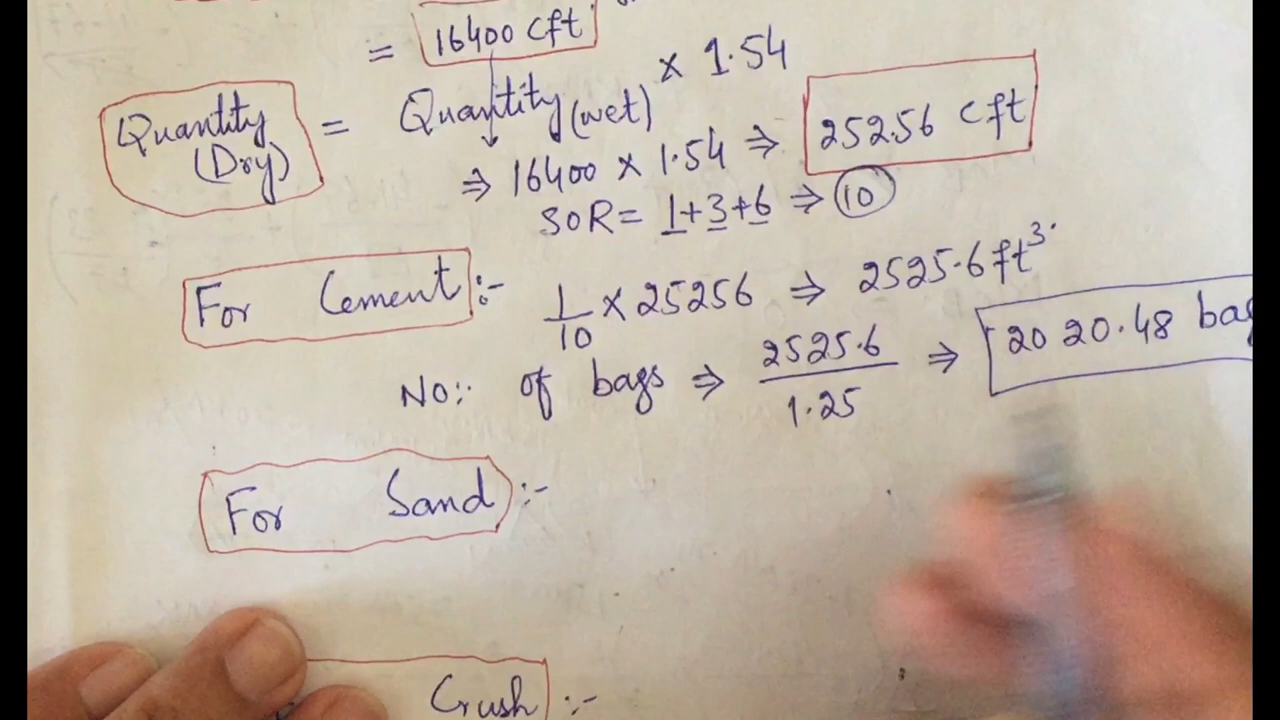 = 16400 cft
Quantity (Dry) = Quantity (wet) × 1.54
⇒ 16400 × 1.54 ⇒ 25256 cft
SOR = 1+3+6 ⇒ 10
For Cement :- 1/10 × 25256 ⇒ 2525.6 ft³
No:- of bags ⇒ 2525.6/1.25 ⇒ 2020.48
For Sand :-
Crush :-